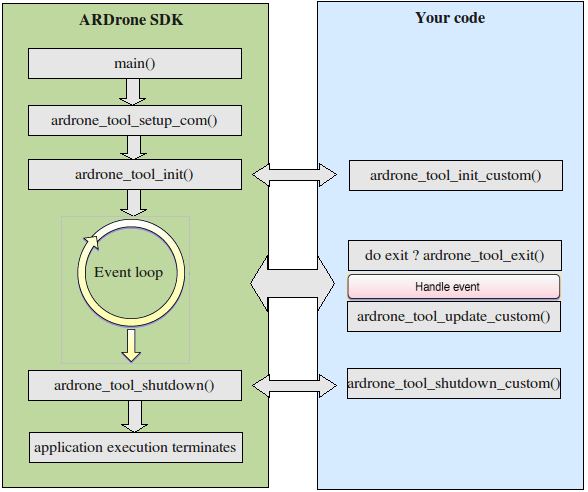 ARDrone SDK
main()
ardrone_tool_setup_com()
ardrone_tool_init()
Event loop
ardrone_tool_shutdown()
application execution terminates
Your code
ardrone_tool_init_custom()
do exit ? ardrone_tool_exit()
Handle event
ardrone_tool_update_custom()
ardrone_tool_shutdown_custom()